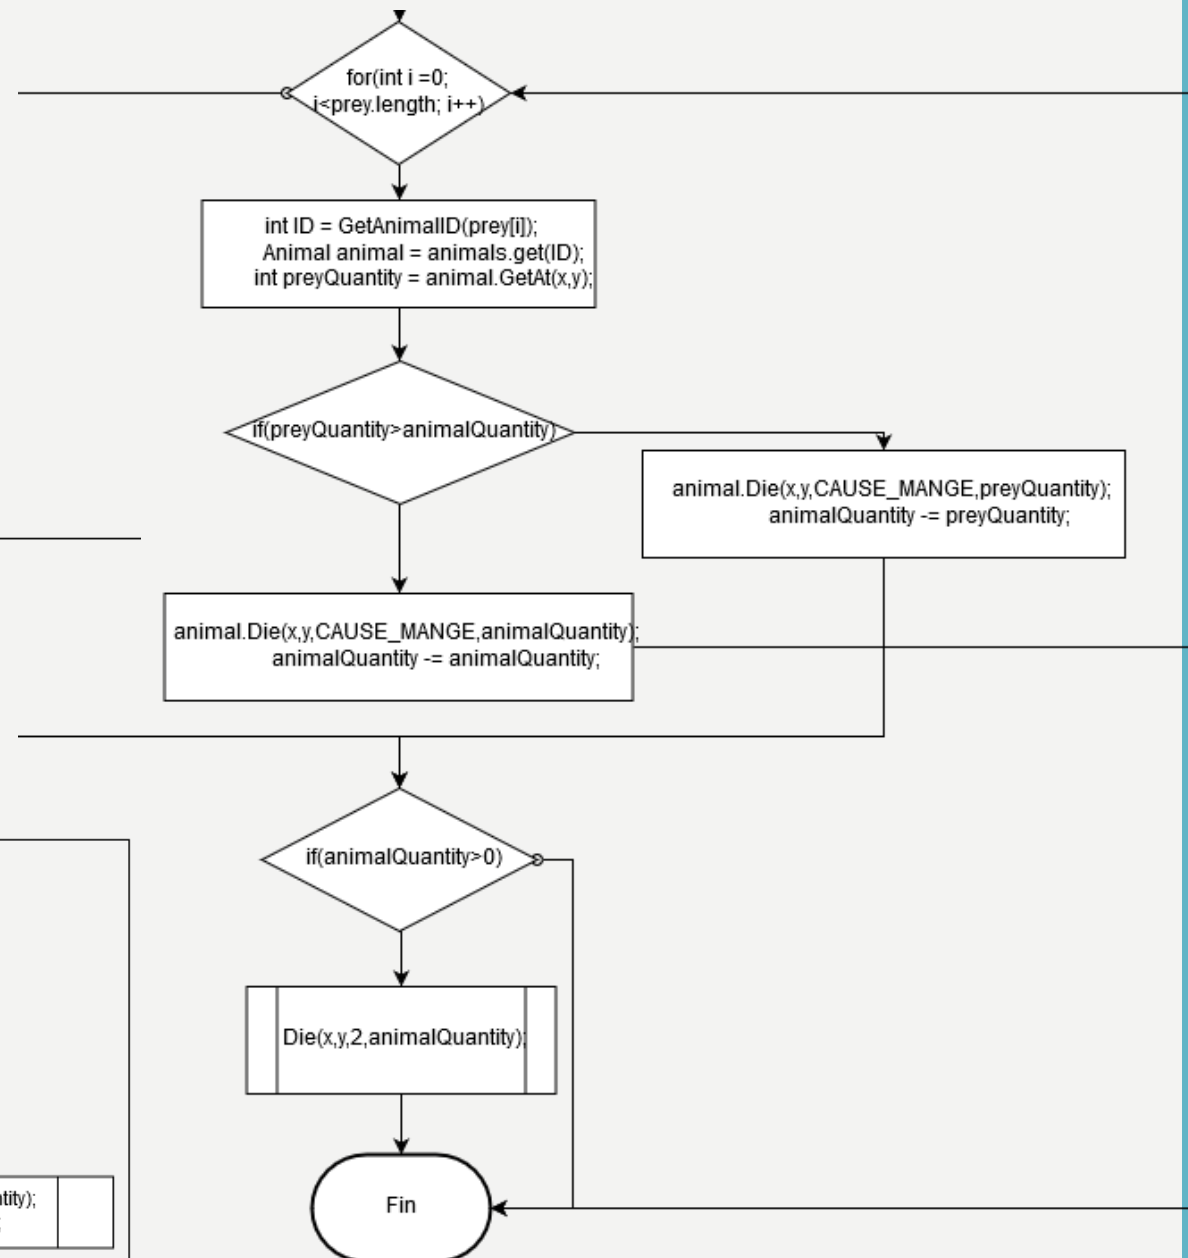 for(int i =0;
i<prey.length; i++)
int ID = GetAnimalID(prey[i]);
Animal animal = animals.get(ID);
int preyQuantity = animal.GetAt(x,y);
if(preyQuantity>animalQuantity)
animal.Die(x,y,CAUSE_MANGE,preyQuantity);
animalQuantity -= preyQuantity;
animal.Die(x,y,CAUSE_MANGE,animalQuantity);
animalQuantity -= animalQuantity;
if(animalQuantity>0)
Die(x,y,2,animalQuantity);
ntity);
;
Fin